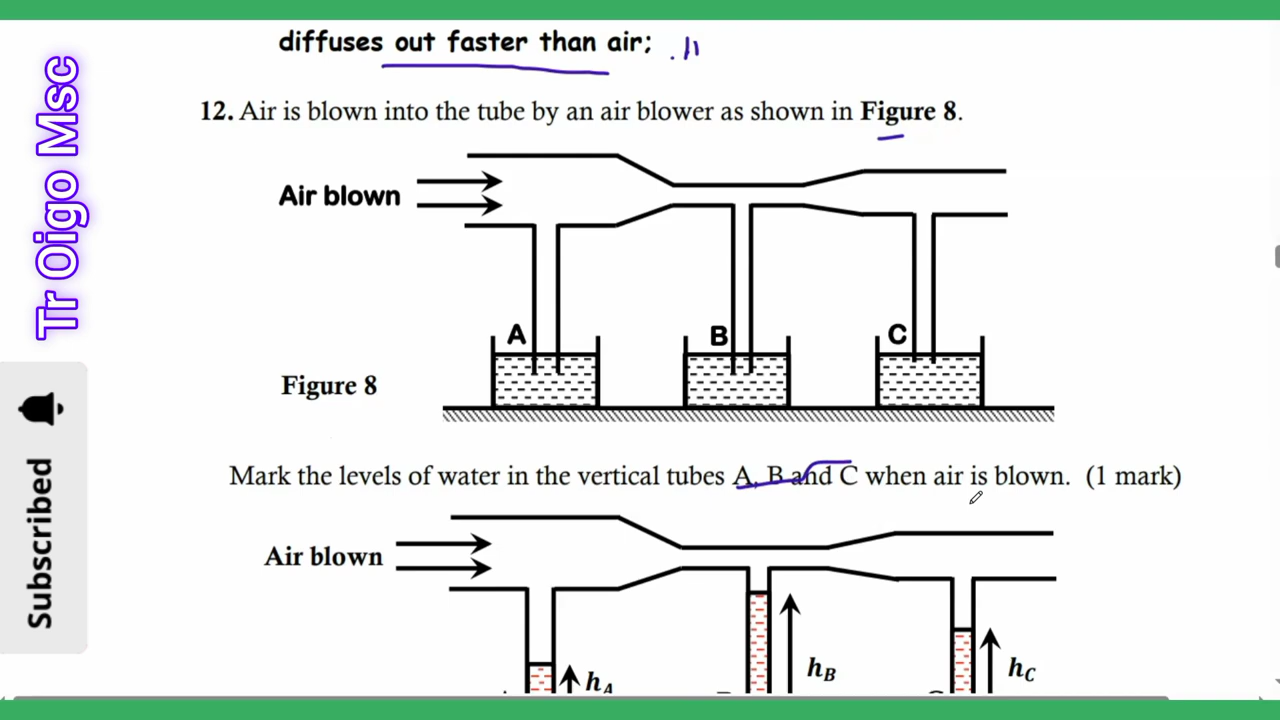 diffuses out faster than air;
12. Air is blown into the tube by an air blower as shown in Figure 8.
Air blown
A
B
C
Figure 8
Mark the levels of water in the vertical tubes A, B and C when air is blown. (1 mark)
Air blown
hA
hB
hC
Tr Oigo Msc
Subscribed